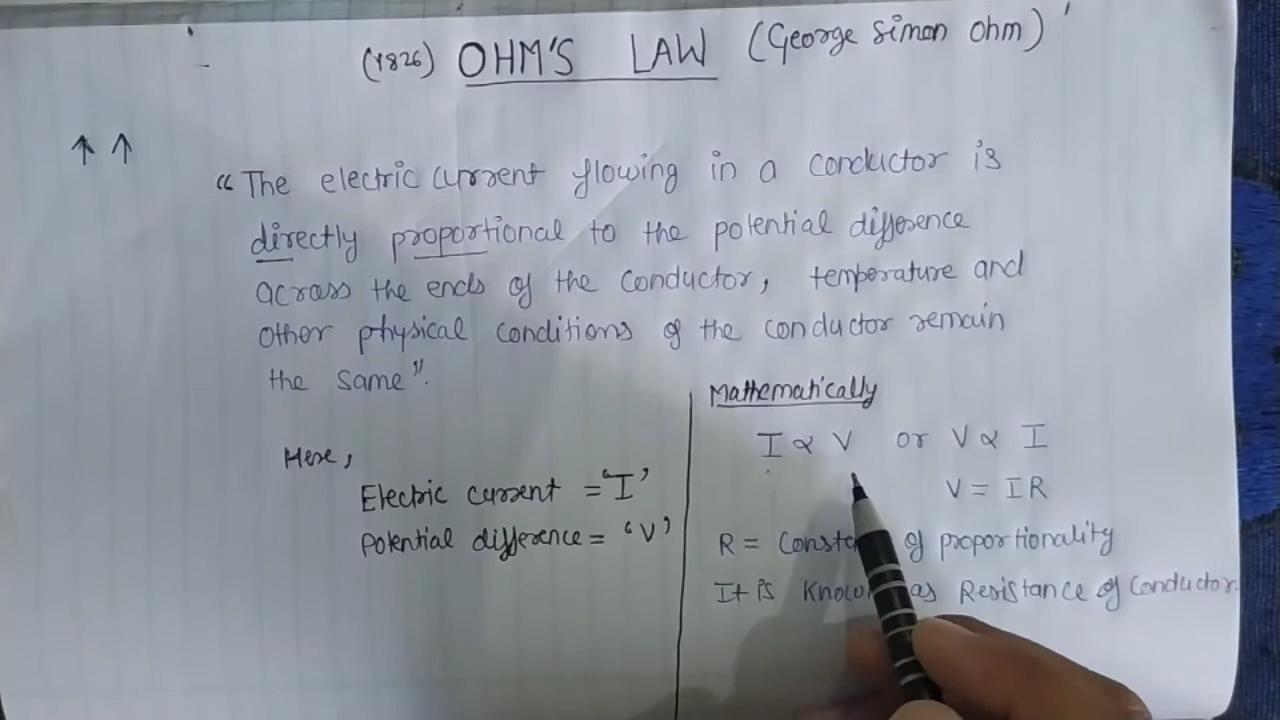 (1826) OHM'S LAW (George Simon Ohm)
↑ ↑
"The electric current flowing in a conductor is
directly proportional to the potential difference
across the ends of the conductor, temperature and
other physical conditions of the conductor remain
the same".
Here,
Electric current = 'I'
Potential difference = 'V'
Mathematically
I ∝ V or V ∝ I
V = IR
R = of proportionality
It is as Resistance of Conductor.